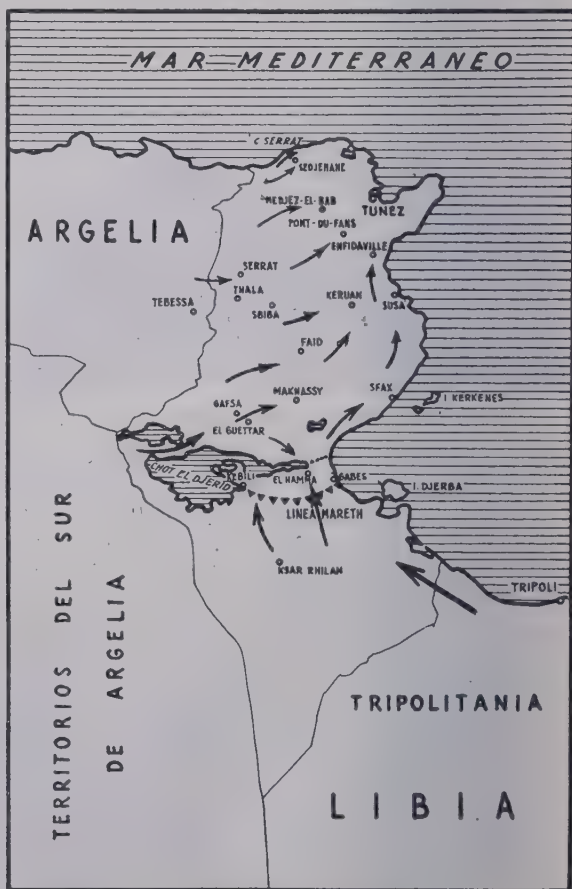 MAR MEDITERRANEO
C SERRAT
SEDJENANE
MEDJEZ-EL-BAB
TUNEZ
PONT-DU-FANS
ARGELIA
ENFIDAVILLE
SERRAT
THALA
TEBESSA
SBIBA
KERUAN
SUSA
FAID
MAKNASSY
SFAX
I KERKENES
GAFSA
EL GUETTAR
CHOT EL DJERID
KEBILI
EL HAMRA
GABES
I. DJERBA
LINEA MARETH
KSAR RHILAN
TRIPOLI
TERRITORIOS DEL SUR
DE ARGELIA
TRIPOLITANIA
LIBIA